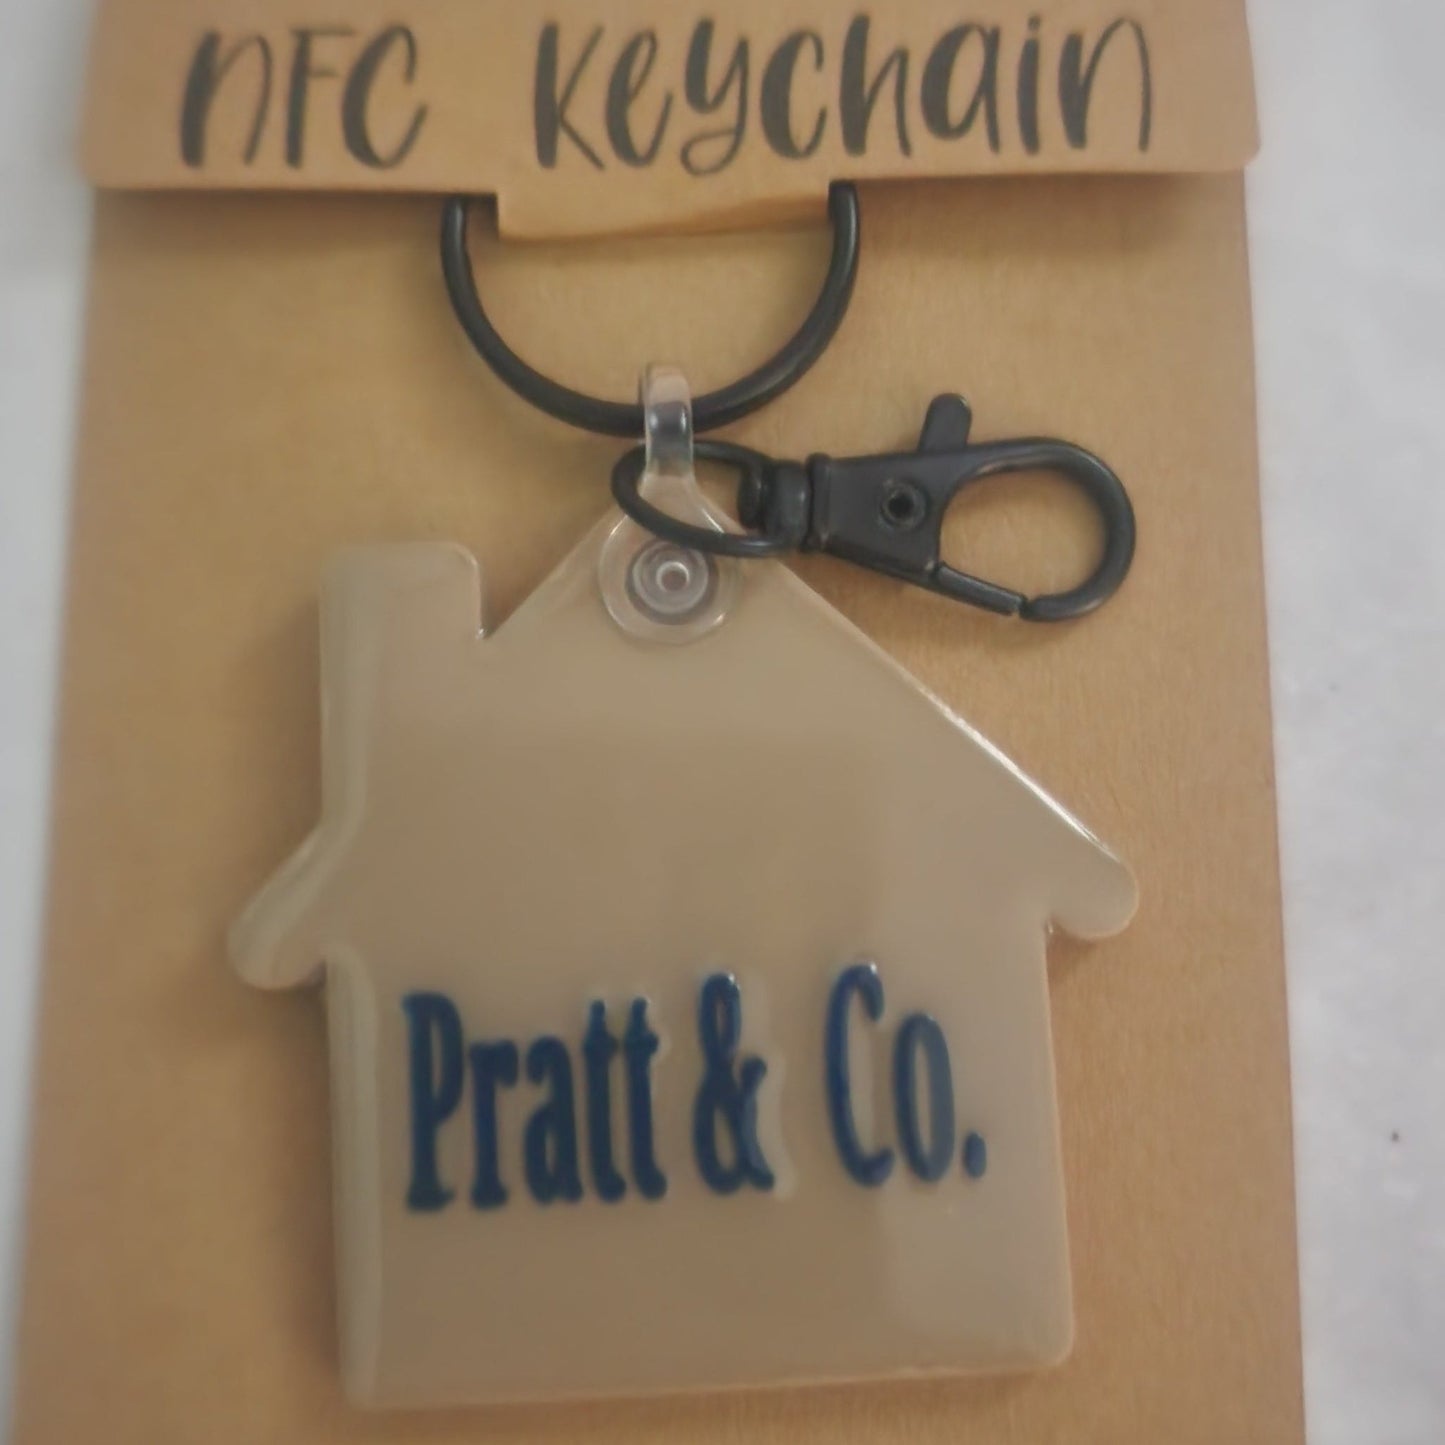 nFC keychain
Pratt & Co.